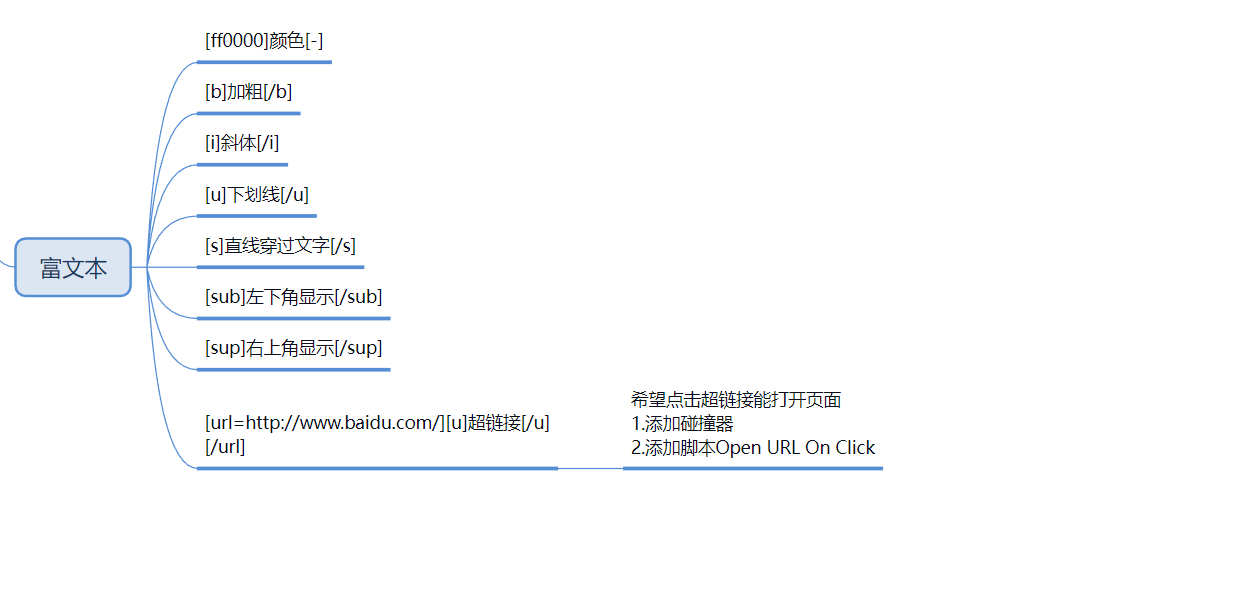 富文本
[ff0000]颜色[-]
[b]加粗[/b]
[i]斜体[/i]
[u]下划线[/u]
[s]直线穿过文字[/s]
[sub]左下角显示[/sub]
[sup]右上角显示[/sup]
[url=http://www.baidu.com/][u]超链接[/u]
[/url]
希望点击超链接能打开页面
1.添加碰撞器
2.添加脚本Open URL On Click